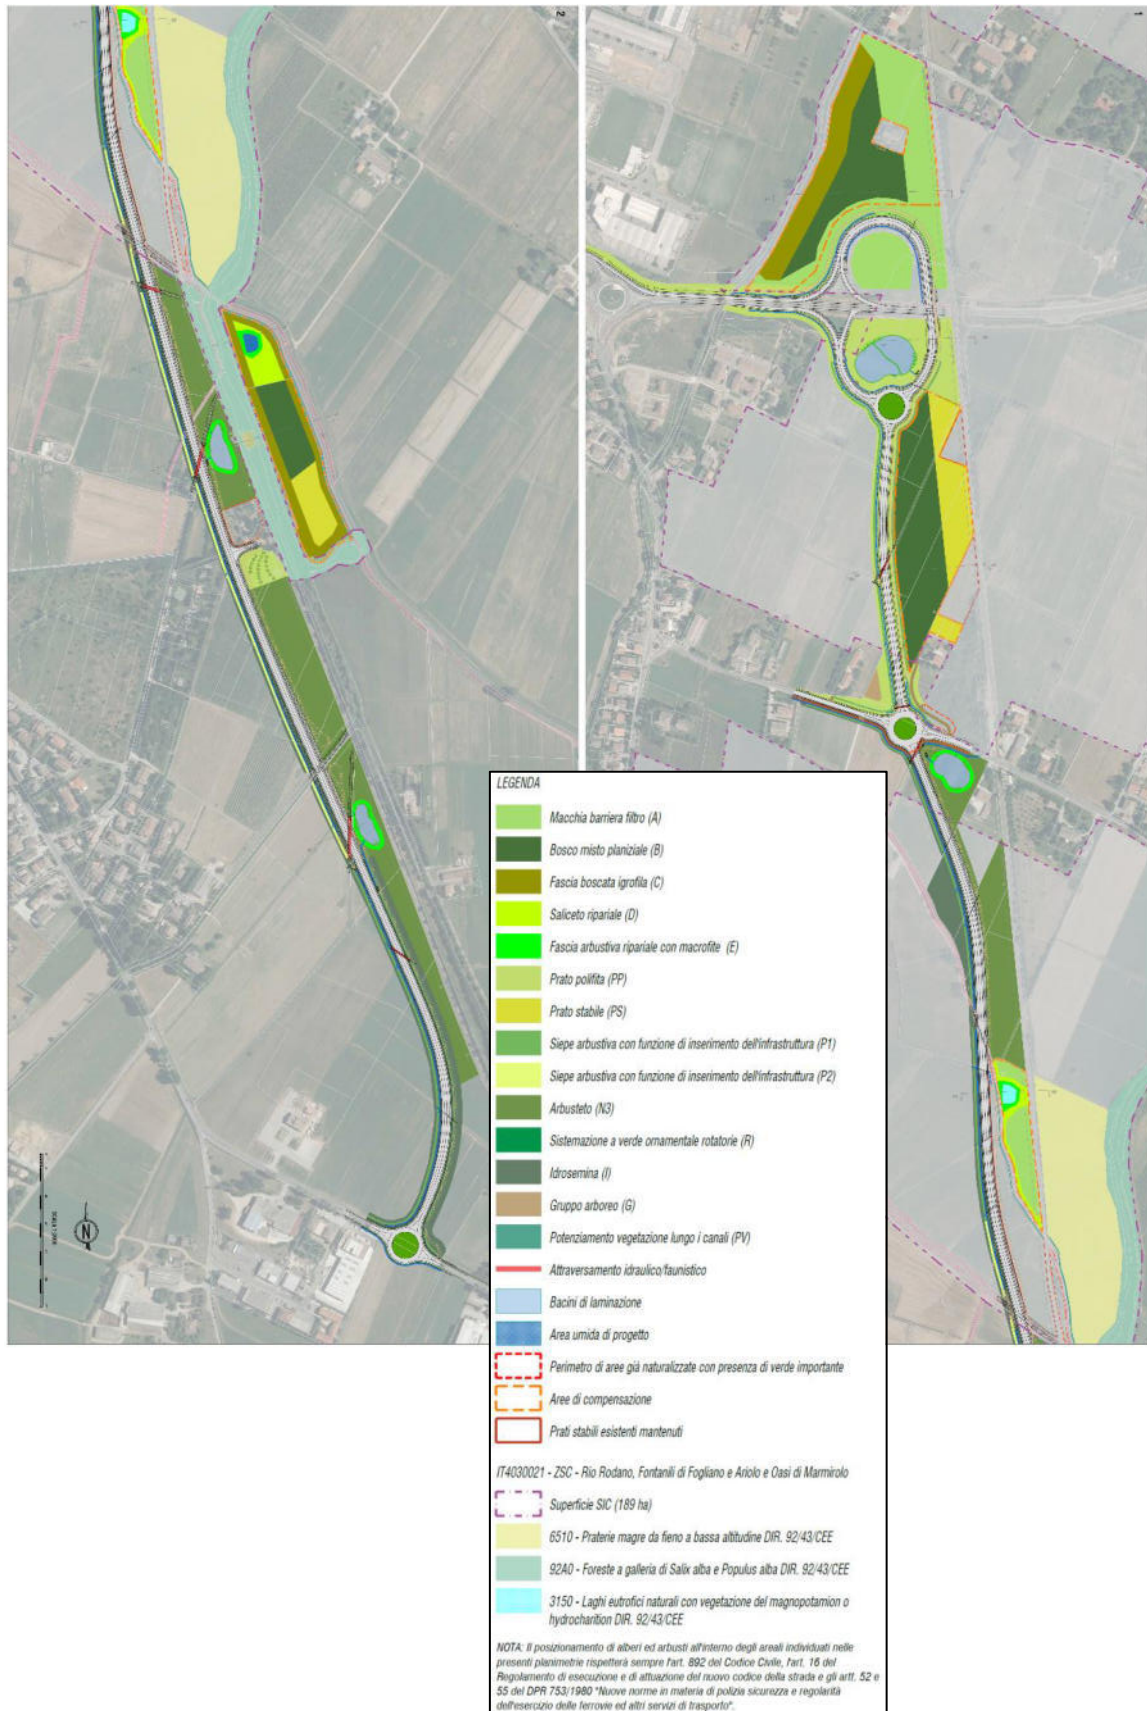 2
1
LEGENDA
Macchia barriera filtro (A)
Bosco misto planiziale (B)
Fascia boscata igrofila (C)
Saliceto ripariale (D)
Fascia arbustiva ripariale con macrofite (E)
Prato polifita (PP)
Prato stabile (PS)
Siepe arbustiva con funzione di inserimento dell'infrastruttura (P1)
Siepe arbustiva con funzione di inserimento dell'infrastruttura (P2)
Arbusteto (N3)
Sistemazione a verde ornamentale rotatorie (R)
Idrosemina (I)
Gruppo arboreo (G)
Potenziamento vegetazione lungo i canali (PV)
Attraversamento idraulico/faunistico
Bacini di laminazione
Area umida di progetto
Perimetro di aree già naturalizzate con presenza di verde importante
Aree di compensazione
Prati stabili esistenti mantenuti
IT4030021 - ZSC - Rio Rodano, Fontanili di Fogliano e Ariolo e Oasi di Marmirolo
Superficie SIC (189 ha)
6510 - Praterie magre da fieno a bassa altitudine DIR. 92/43/CEE
92A0 - Foreste a galleria di Salix alba e Populus alba DIR. 92/43/CEE
3150 - Laghi eutrofici naturali con vegetazione del magnopotamion o
hydrocharition DIR. 92/43/CEE
NOTA: Il posizionamento di alberi ed arbusti all'interno degli areali individuati nelle
presenti planimetrie rispetterà sempre l'art. 892 del Codice Civile, l'art. 16 del
Regolamento di esecuzione e di attuazione del nuovo codice della strada e gli artt. 52 e
55 del DPR 753/1980 "Nuove norme in materia di polizia sicurezza e regolarità
dell'esercizio delle ferrovie ed altri servizi di trasporto".
N